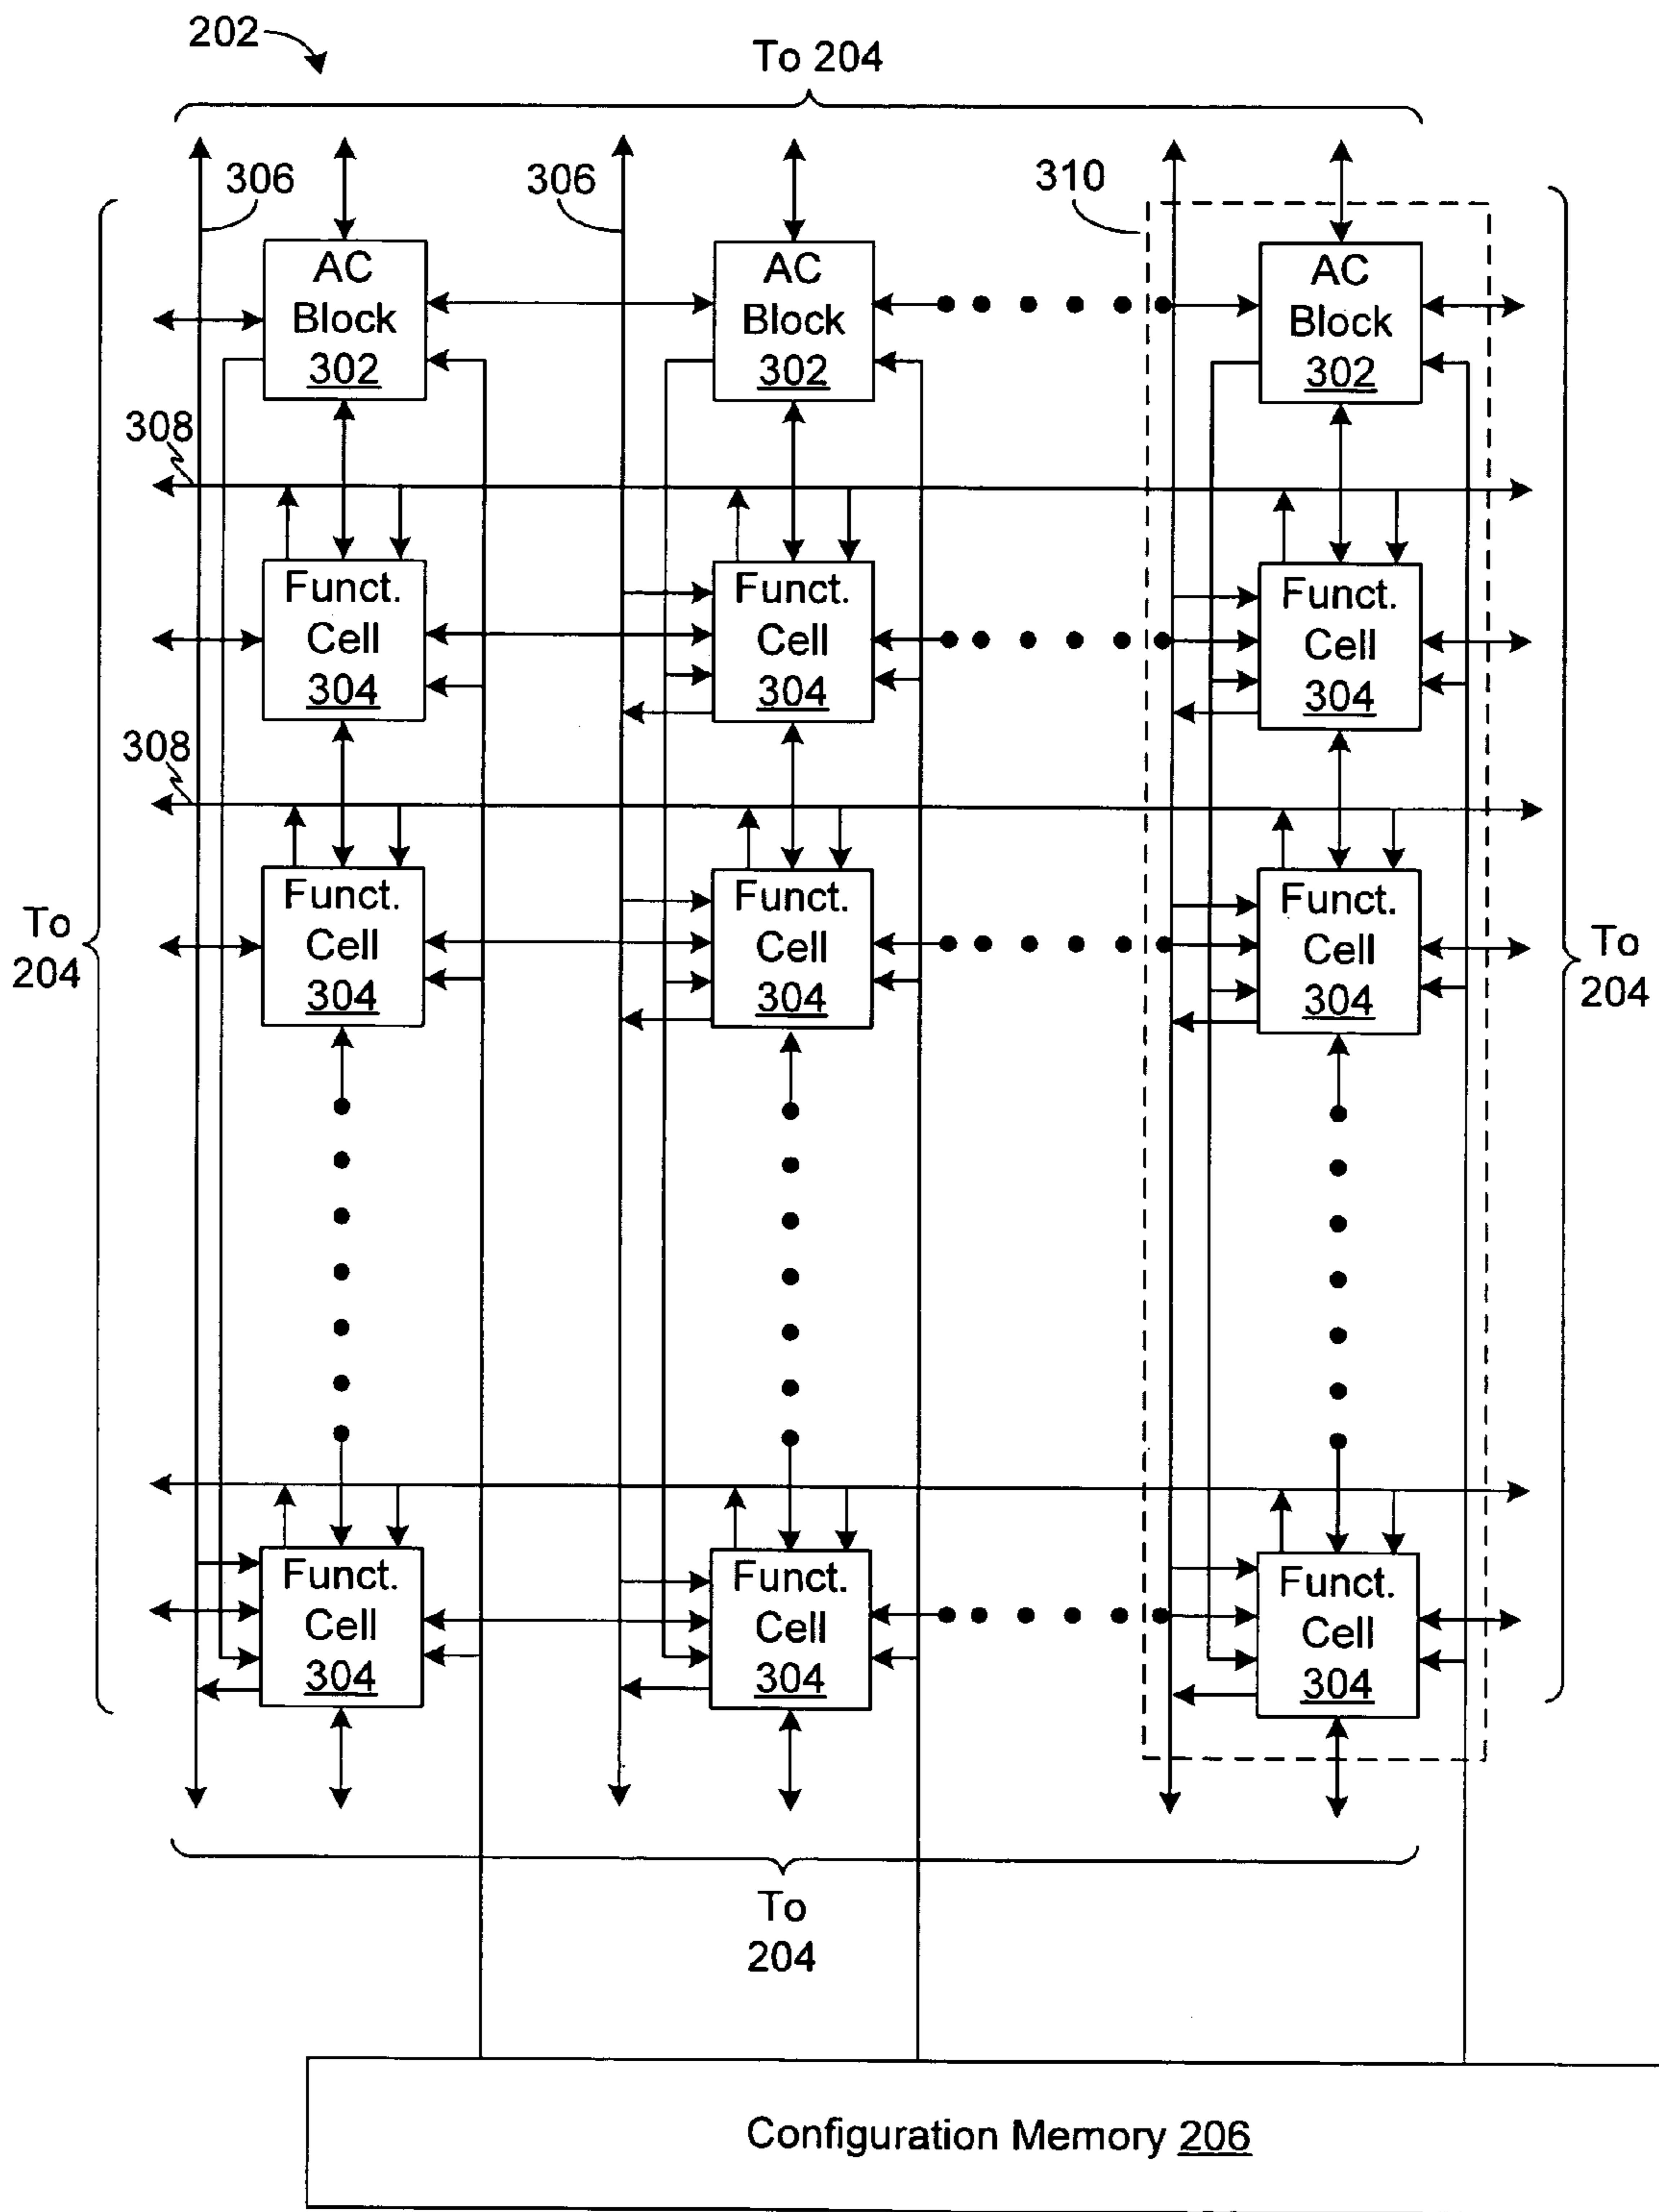 202
To 204
306
306
310
AC
Block
302
AC
Block
302
AC
Block
302
308
Funct.
Cell
304
Funct.
Cell
304
Funct.
Cell
304
308
Funct.
Cell
304
Funct.
Cell
304
Funct.
Cell
304
To
204
To
204
Funct.
Cell
304
Funct.
Cell
304
Funct.
Cell
304
To
204
Configuration Memory 206